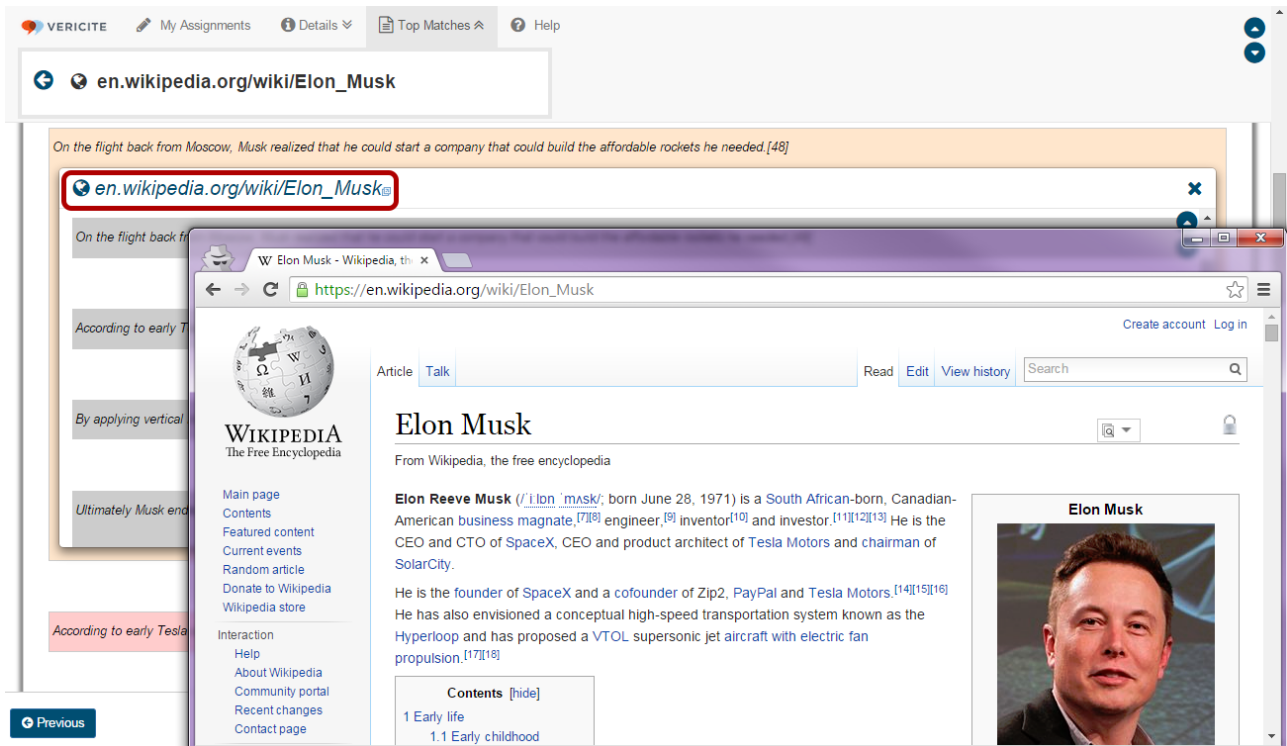 VERICITE My Assignments Details Top Matches Help
en.wikipedia.org/wiki/Elon_Musk
On the flight back from Moscow, Musk realized that he could start a company that could build the affordable rockets he needed.[48]
en.wikipedia.org/wiki/Elon_Musk
On the flight back
W Elon Musk - Wikipedia, th
https://en.wikipedia.org/wiki/Elon_Musk
According to early
By applying vertical
Ultimately Musk end
According to early Tesla
Previous
WIKIPEDIA
The Free Encyclopedia
Main page
Contents
Featured content
Current events
Random article
Donate to Wikipedia
Wikipedia store
Interaction
Help
About Wikipedia
Community portal
Recent changes
Contact page
Create account Log in
Article Talk Read Edit View history Search
Elon Musk
From Wikipedia, the free encyclopedia
Elon Reeve Musk (/ˈiːlɒn ˈmʌsk/; born June 28, 1971) is a South African-born, Canadian-
American business magnate,[7][8] engineer,[9] inventor[10] and investor.[11][12][13] He is the
CEO and CTO of SpaceX, CEO and product architect of Tesla Motors and chairman of
SolarCity.
He is the founder of SpaceX and a cofounder of Zip2, PayPal and Tesla Motors.[14][15][16]
He has also envisioned a conceptual high-speed transportation system known as the
Hyperloop and has proposed a VTOL supersonic jet aircraft with electric fan
propulsion.[17][18]
Contents [hide]
1 Early life
1.1 Early childhood
Elon Musk